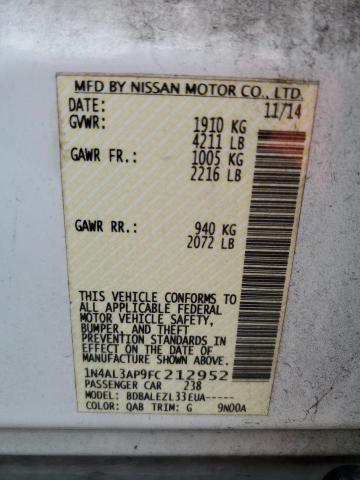 MFD BY NISSAN MOTOR CO., LTD.
DATE: 11/14
GVWR: 1910 KG
4211 LB
GAWR FR.: 1005 KG
2216 LB
GAWR RR.: 940 KG
2072 LB
THIS VEHICLE CONFORMS TO
ALL APPLICABLE FEDERAL
MOTOR VEHICLE SAFETY,
BUMPER, AND THEFT
PREVENTION STANDARDS
IN EFFECT ON THE DATE OF
MANUFACTURE SHOWN ABOVE.
1N4AL3AP9FC212952
PASSENGER CAR 238
MODEL: BDBALEZL33EUA-----
COLOR: QAB TRIM: G 9N00A